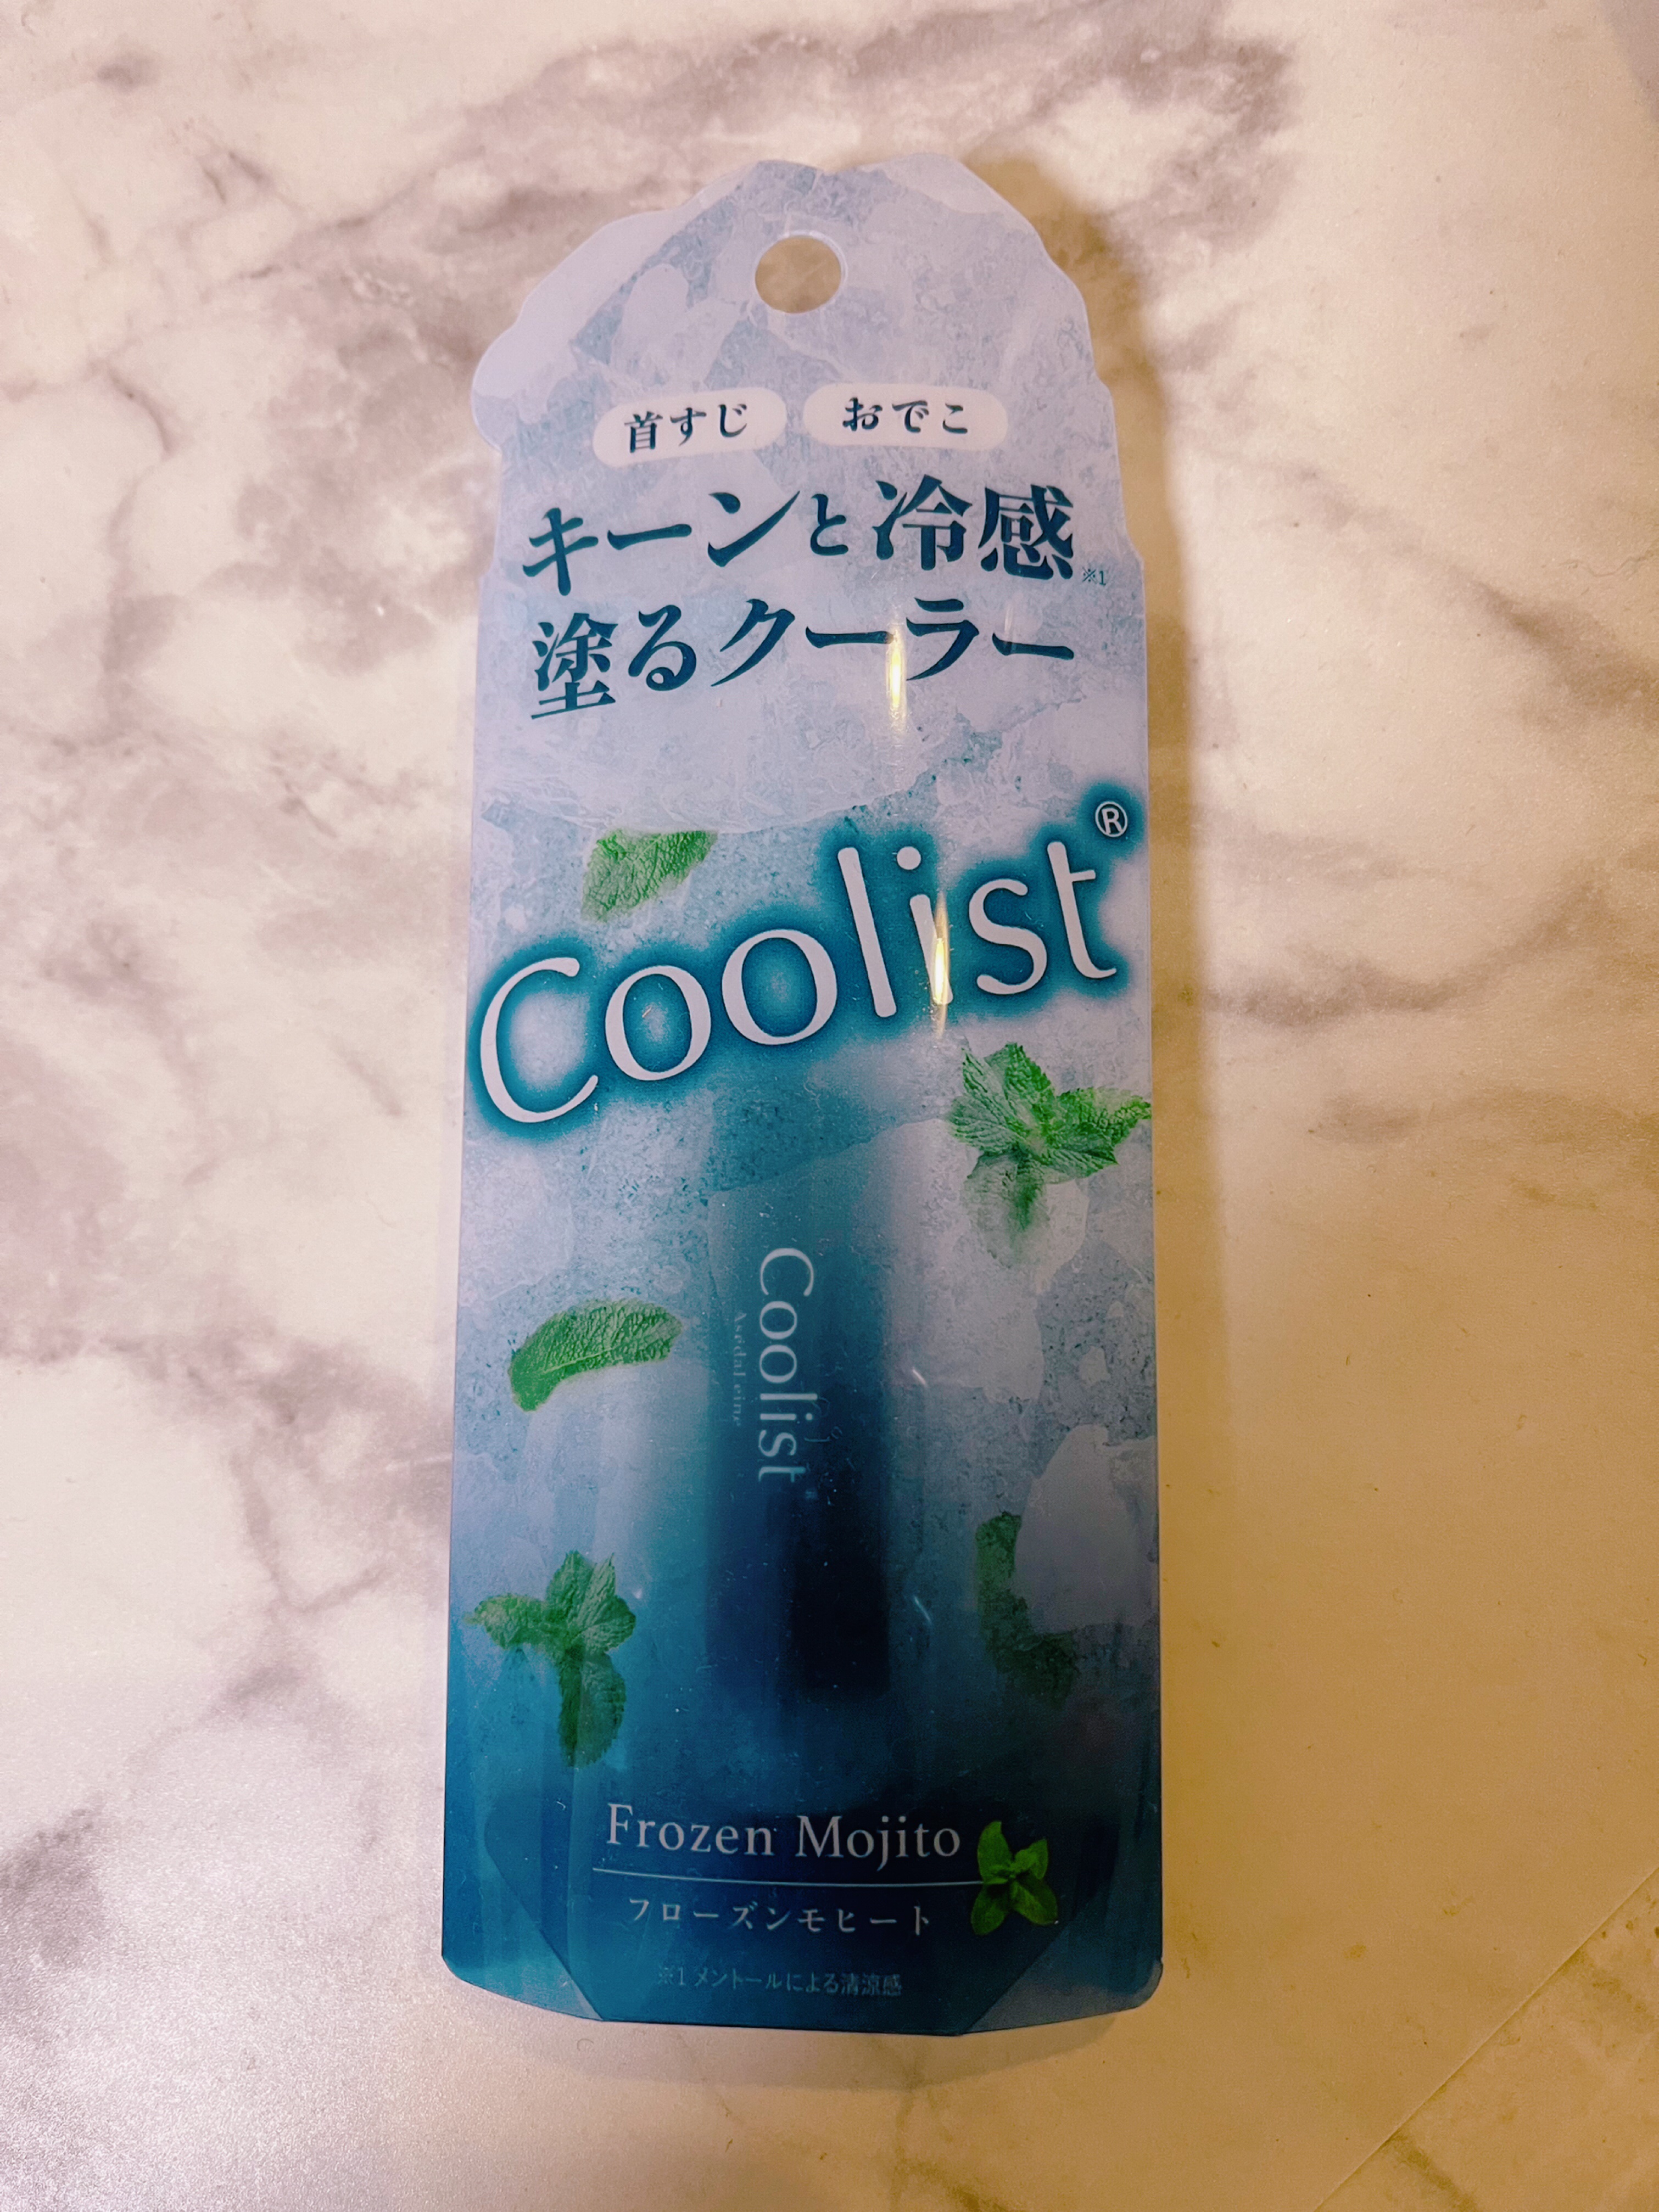 首すじ おでこ
キーンと冷感※1
塗るクーラー
Coolist®
Coolist
Frozen Mojito
フローズンモヒート
※1 メントールによる清涼感